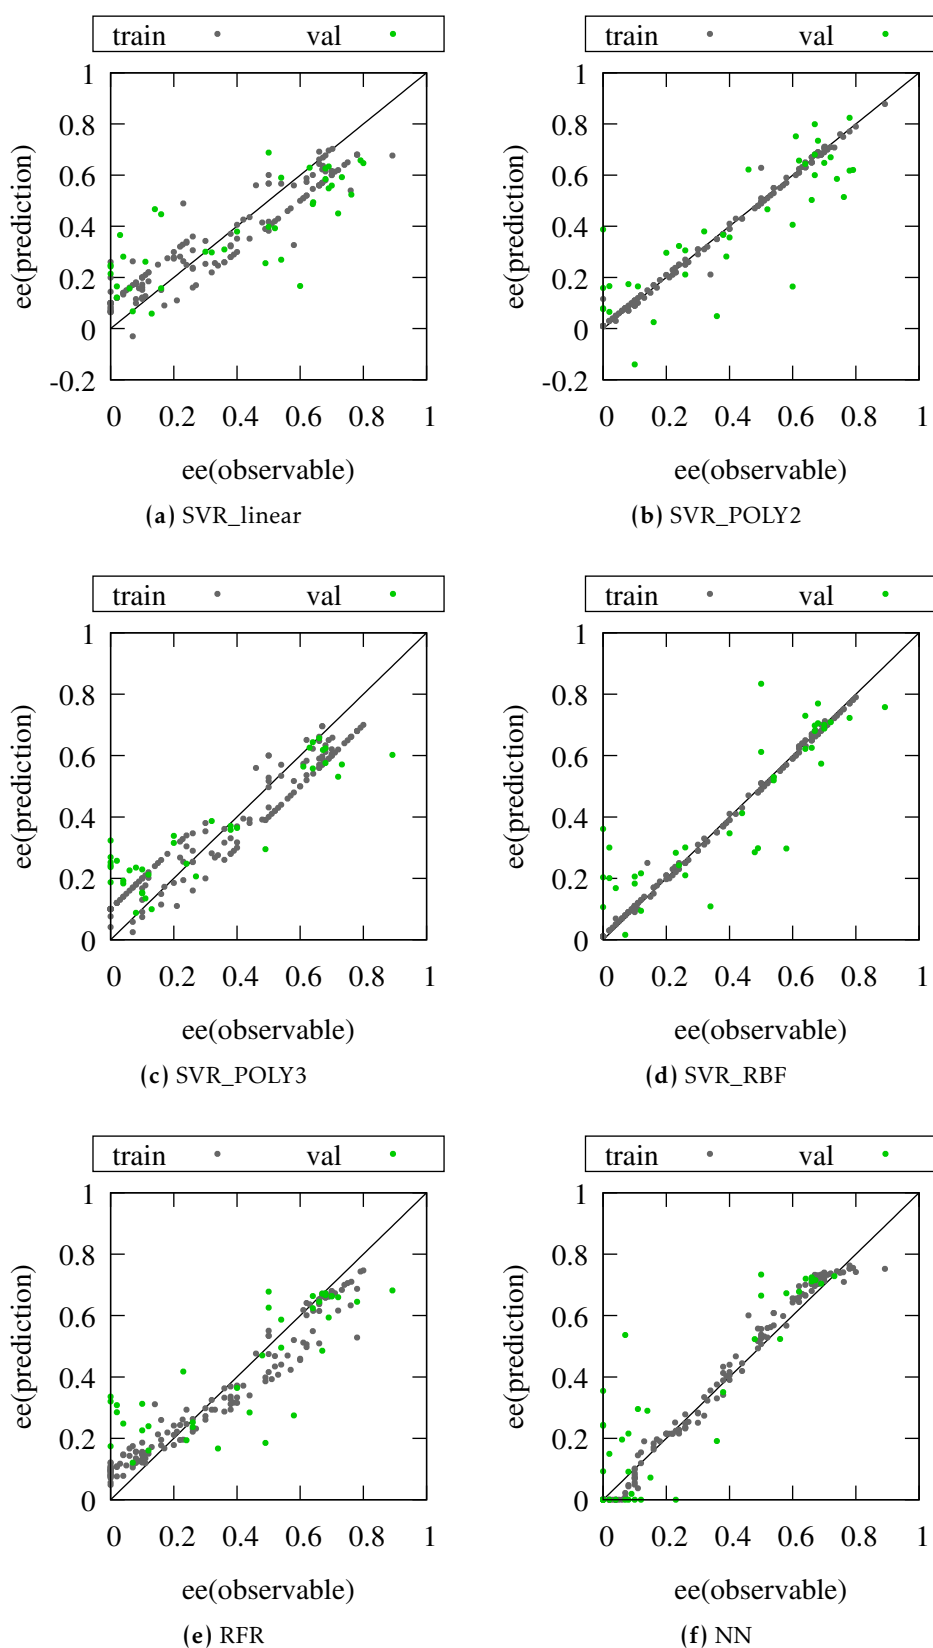 train val train val
1 1
0.8 0.8
0.6 0.6
0.4 0.4
0.2 0.2
0 0
-0.2 -0.2
ee(prediction) ee(prediction)
0 0.2 0.4 0.6 0.8 1 0 0.2 0.4 0.6 0.8 1
ee(observable) ee(observable)
(a) SVR_linear (b) SVR_POLY2
train val train val
1 1
0.8 0.8
0.6 0.6
0.4 0.4
0.2 0.2
0 0
ee(prediction) ee(prediction)
0 0.2 0.4 0.6 0.8 1 0 0.2 0.4 0.6 0.8 1
ee(observable) ee(observable)
(c) SVR_POLY3 (d) SVR_RBF
train val train val
1 1
0.8 0.8
0.6 0.6
0.4 0.4
0.2 0.2
0 0
ee(prediction) ee(prediction)
0 0.2 0.4 0.6 0.8 1 0 0.2 0.4 0.6 0.8 1
ee(observable) ee(observable)
(e) RFR (f) NN